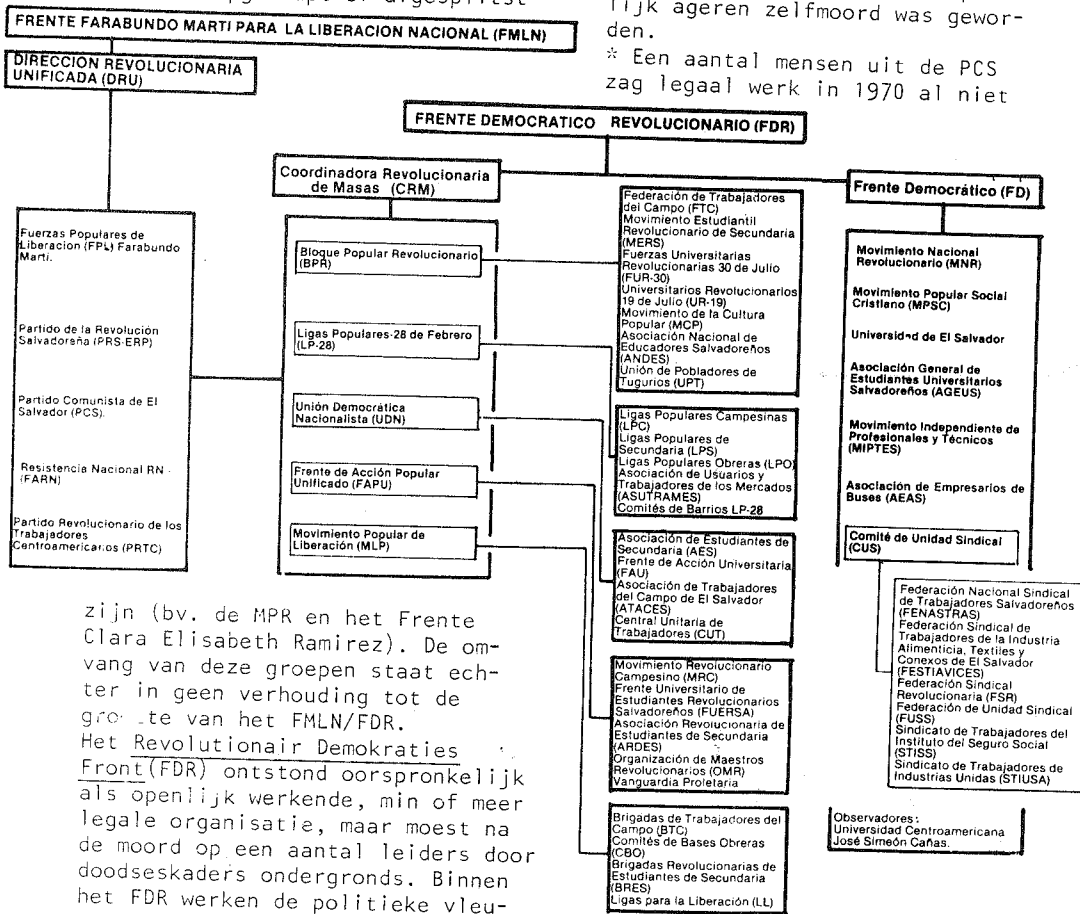 lijk ageren zelfmoord was gewor-
den.
* Een aantal mensen uit de PCS
zag legaal werk in 1970 al niet
FRENTE FARABUNDO MARTI PARA LA LIBERACION NACIONAL (FMLN)
DIRECCION REVOLUCIONARIA
UNIFICADA (DRU)
FRENTE DEMOCRATICO REVOLUCIONARIO (FDR)
Coordinadora Revolucionaria
de Masas (CRM)
Frente Democrático (FD)
Fuerzas Populares de
Liberacion (FPL) Farabundo
Marti.
Partido de la Revolución
Salvadoreña (PRS-ERP)
Partido Comunista de El
Salvador (PCS).
Resistencia Nacional RN -
(FARN)
Partido Revolucionario de los
Trabajadores
Centroamericanos (PRTC)
Bloque Popular Revolucionario
(BPR)
Ligas Populares-28 de Febrero
(LP-28)
Unión Democrática
Nacionalista (UDN)
Frente de Acción Popular
Unificado (FAPU)
Movimiento Popular de
Liberación (MLP)
Federación de Trabajadores
del Campo (FTC)
Movimiento Estudiantil
Revolucionario de Secundaria
(MERS)
Fuerzas Universitarias
Revolucionarias 30 de Julio
(FUR-30)
Universitarios Revolucionarios
19 de Julio (UR-19)
Movimiento de la Cultura
Popular (MCP)
Asociación Nacional de
Educadores Salvadoreños
(ANDES)
Unión de Pobladores de
Tugurios (UPT)
Ligas Populares Campesinas
(LPC)
Ligas Populares de
Secundaria (LPS)
Ligas Populares Obreras (LPO)
Asociación de Usuarios y
Trabajadores de los Mercados
(ASUTRAMES)
Comités de Barrios LP-28
Asociación de Estudiantes de
Secundaria (AES)
Frente de Acción Universitaria
(FAU)
Asociación de Trabajadores
del Campo de El Salvador
(ATACES)
Central Unitaria de
Trabajadores (CUT)
Movimiento Revolucionario
Campesino (MRC)
Frente Universitario de
Estudiantes Revolucionarios
Salvadoreños (FUERSA)
Asociación Revolucionaria de
Estudiantes de Secundaria
(ARDES)
Organización de Maestros
Revolucionarios (OMR)
Vanguardia Proletaria
Brigadas de Trabajadores del
Campo (BTC)
Comités de Bases Obreras
(CBO)
Brigadas Revolucionarias de
Estudiantes de Secundaria
(BRES)
Ligas para la Liberación (LL)
Movimiento Nacional
Revolucionario (MNR)
Movimiento Popular Social
Cristiano (MPSC)
Universidad de El Salvador
Asociación General de
Estudiantes Universitarios
Salvadoreños (AGEUS)
Movimiento Independiente de
Profesionales y Técnicos
(MIPTES)
Asociación de Empresarios de
Buses (AEAS)
Comité de Unidad Sindical
(CUS)
Federación Nacional Sindical
de Trabajadores Salvadoreños
(FENASTRAS)
Federación Sindical de
Trabajadores de la Industria
Alimenticia, Textiles y
Conexos de El Salvador
(FESTIAVICES)
Federación Sindical
Revolucionaria (FSR)
Federación de Unidad Sindical
(FUSS)
Sindicato de Trabajadores del
Instituto del Seguro Social
(STISS)
Sindicato de Trabajadores de
Industrias Unidas (STIUSA)
Observadores:
Universidad Centroamericana
José Simeón Cañas.
zijn (bv. de MPR en het Frente
Clara Elisabeth Ramirez). De om-
vang van deze groepen staat ech-
ter in geen verhouding tot de
van het FMLN/FDR.
Het Revolutionair Demokraties
Front (FDR) ontstond oorspronkelijk
als openlijk werkende, min of meer
legale organisatie, maar moest na
de moord op een aantal leiders door
doodseskaders ondergronds. Binnen
het FDR werken de politieke vleu-